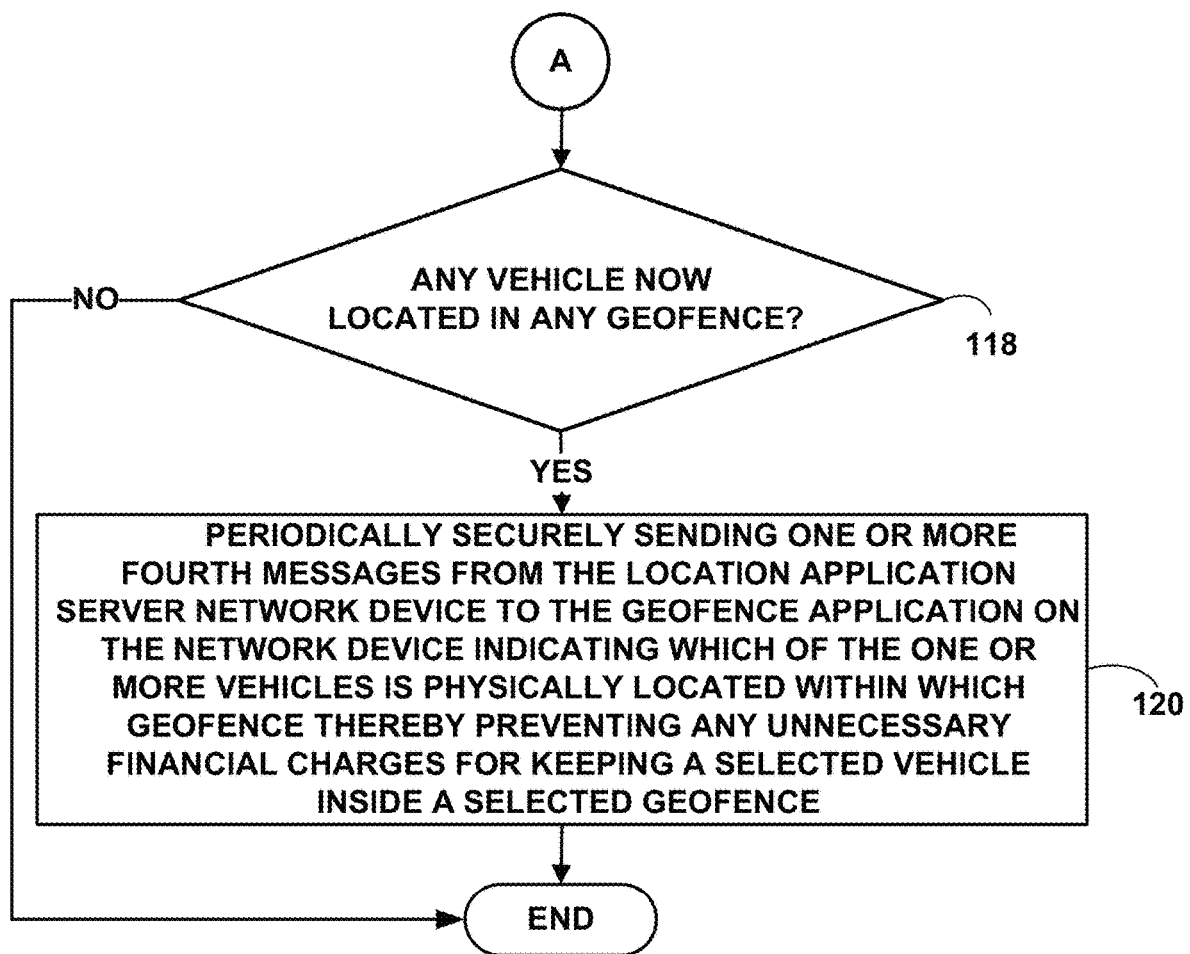 A
ANY VEHICLE NOW
LOCATED IN ANY GEOFENCE?
NO
118
YES
PERIODICALLY SECURELY SENDING ONE OR MORE
FOURTH MESSAGES FROM THE LOCATION APPLICATION
SERVER NETWORK DEVICE TO THE GEOFENCE APPLICATION ON
THE NETWORK DEVICE INDICATING WHICH OF THE ONE OR
MORE VEHICLES IS PHYSICALLY LOCATED WITHIN WHICH
GEOFENCE THEREBY PREVENTING ANY UNNECESSARY
FINANCIAL CHARGES FOR KEEPING A SELECTED VEHICLE
INSIDE A SELECTED GEOFENCE
120
END